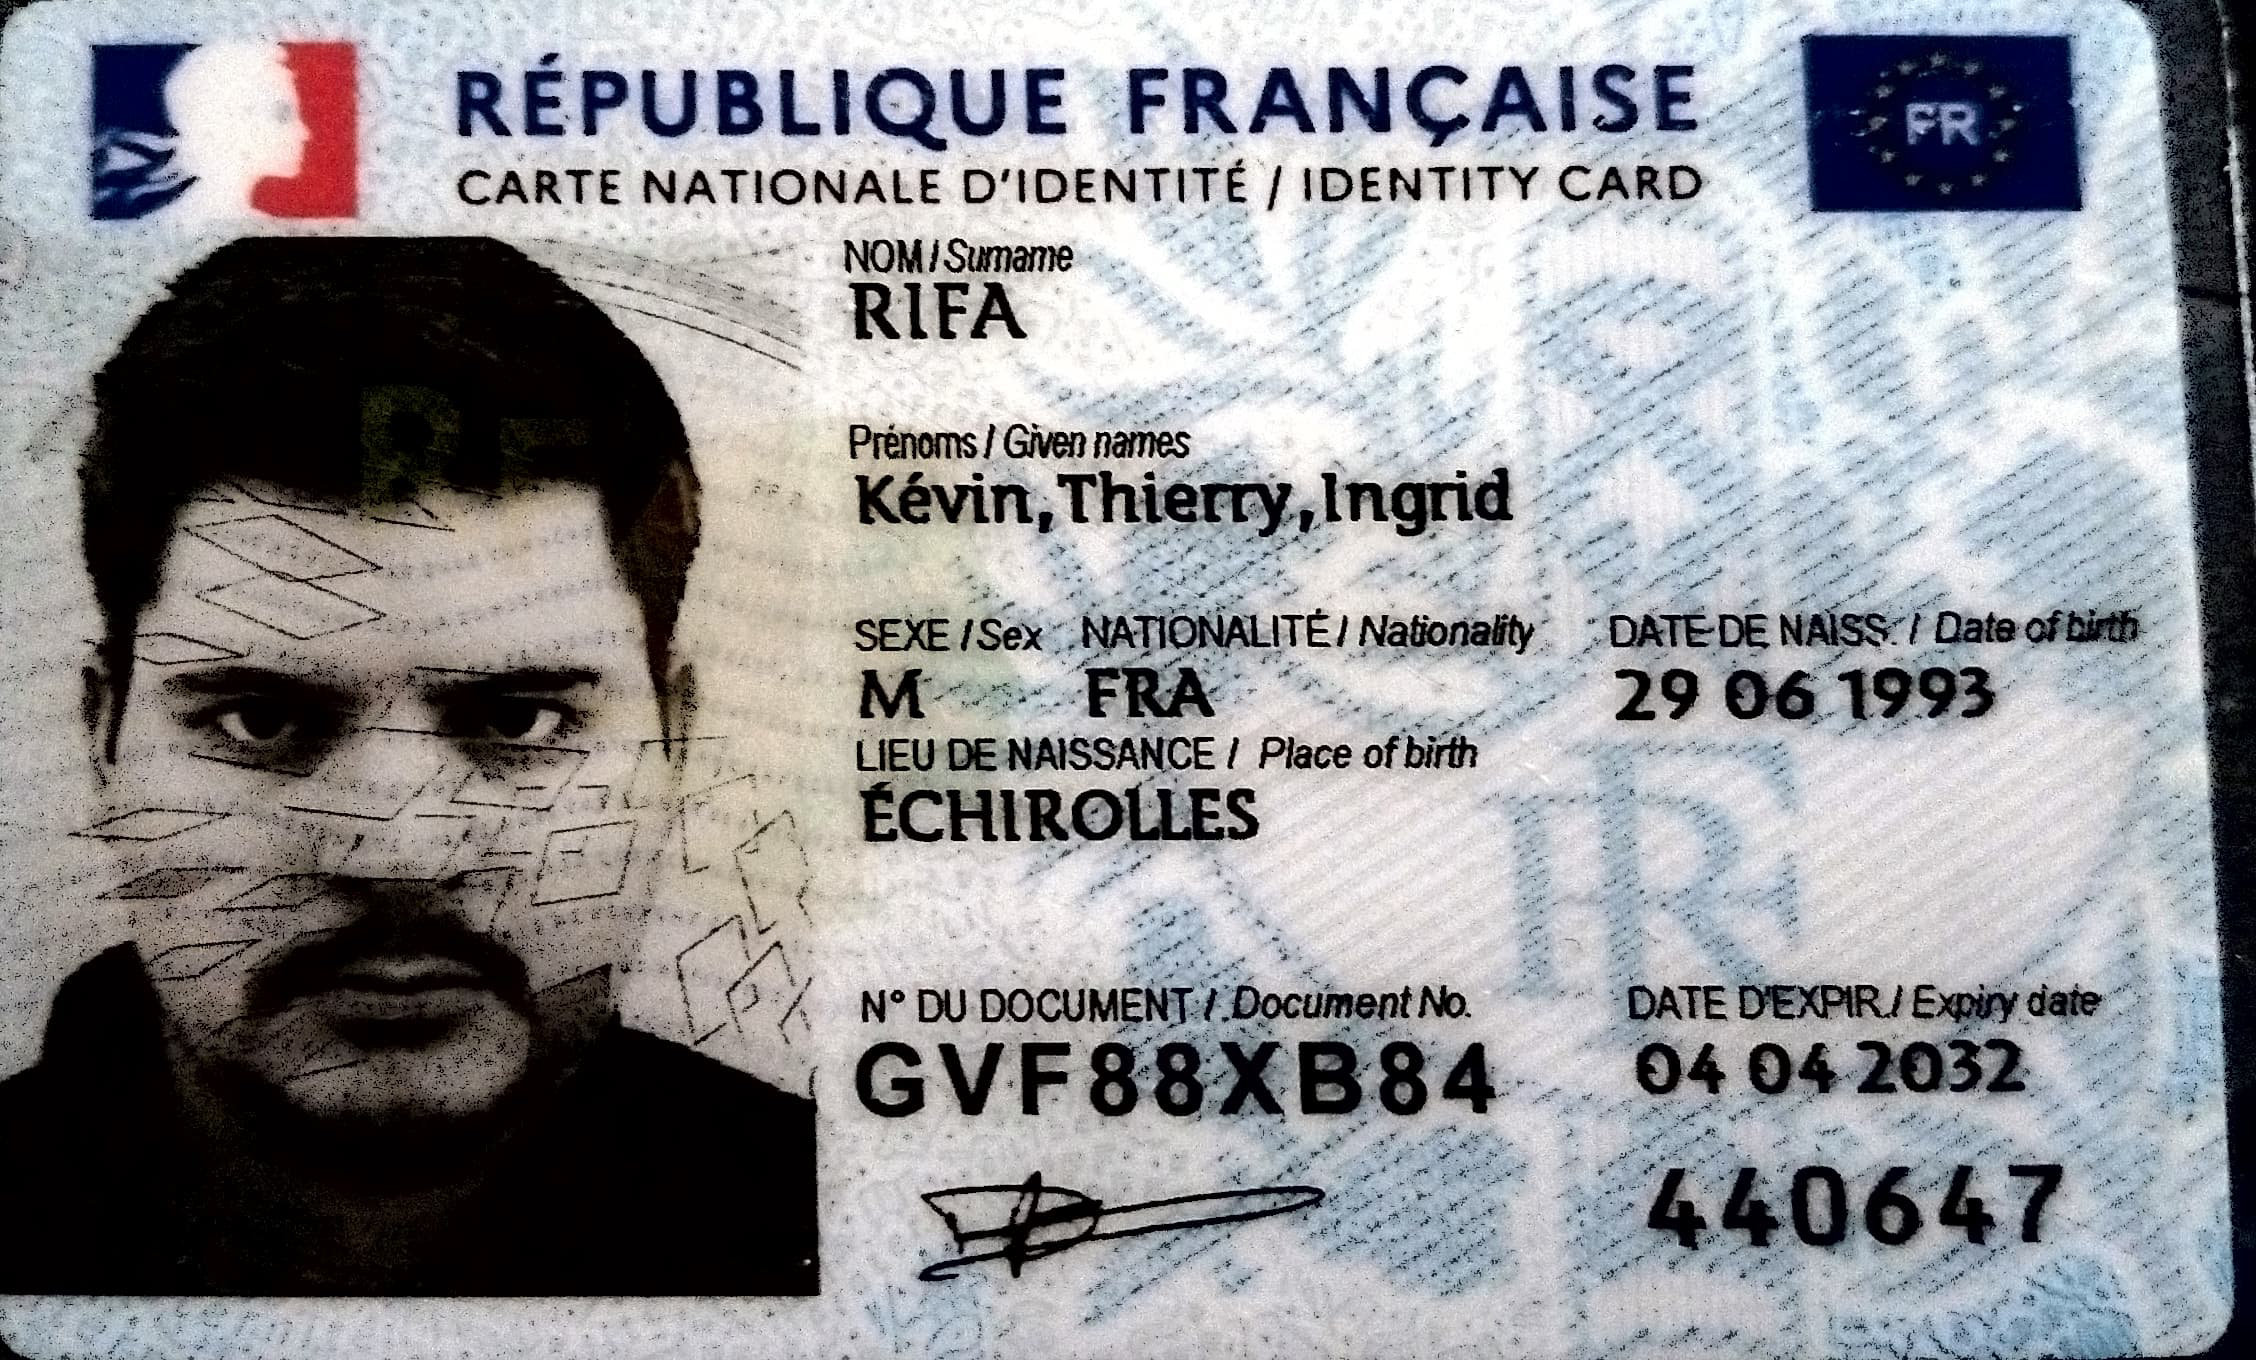 RÉPUBLIQUE FRANÇAISE
FR
CARTE NATIONALE D'IDENTITÉ / IDENTITY CARD
NOM / Surname
RIFA
Prénoms / Given names
Kévin, Thierry, Ingrid
SEXE / Sex NATIONALITÉ / Nationality DATE DE NAISS. / Date of birth
M FRA 29 06 1993
LIEU DE NAISSANCE / Place of birth
ÉCHIROLLES
N° DU DOCUMENT / Document No. DATE D'EXPIR. / Expiry date
GVF88XB84 04 04 2032
440647
RF